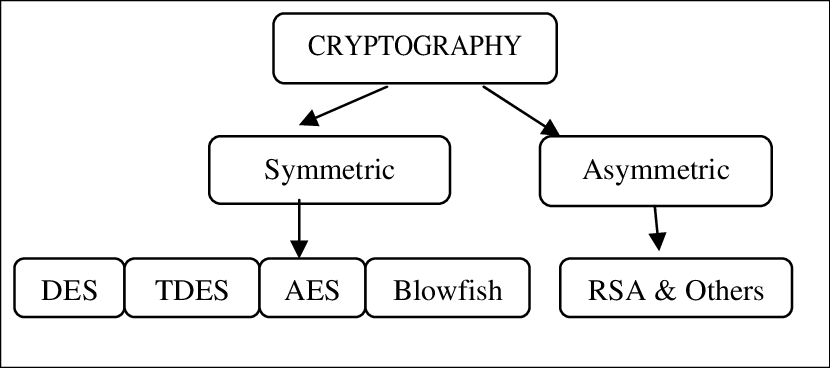 CRYPTOGRAPHY
Symmetric
Asymmetric
DES
TDES
AES
Blowfish
RSA & Others